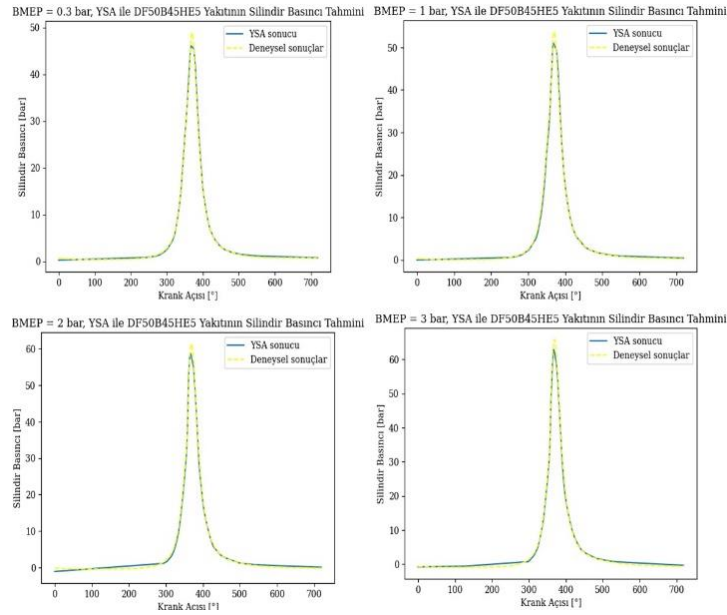 BMEP = 0.3 bar, YSA ile DF50B45HE5 Yakıtının Silindir Basıncı Tahmini
50
40
30
20
10
0
Silindir Basıncı [bar]
YSA sonucu
Deneysel sonuçlar
0 100 200 300 400 500 600 700
Krank Açısı [°]
BMEP = 1 bar, YSA ile DF50B45HE5 Yakıtının Silindir Basıncı Tahmini
50
40
30
20
10
0
Silindir Basıncı [bar]
YSA sonucu
Deneysel sonuçlar
0 100 200 300 400 500 600 700
Krank Açısı [°]
BMEP = 2 bar, YSA ile DF50B45HE5 Yakıtının Silindir Basıncı Tahmini
60
50
40
30
20
10
0
Silindir Basıncı [bar]
YSA sonucu
Deneysel sonuçlar
0 100 200 300 400 500 600 700
Krank Açısı [°]
BMEP = 3 bar, YSA ile DF50B45HE5 Yakıtının Silindir Basıncı Tahmini
60
50
40
30
20
10
0
Silindir Basıncı [bar]
YSA sonucu
Deneysel sonuçlar
0 100 200 300 400 500 600 700
Krank Açısı [°]